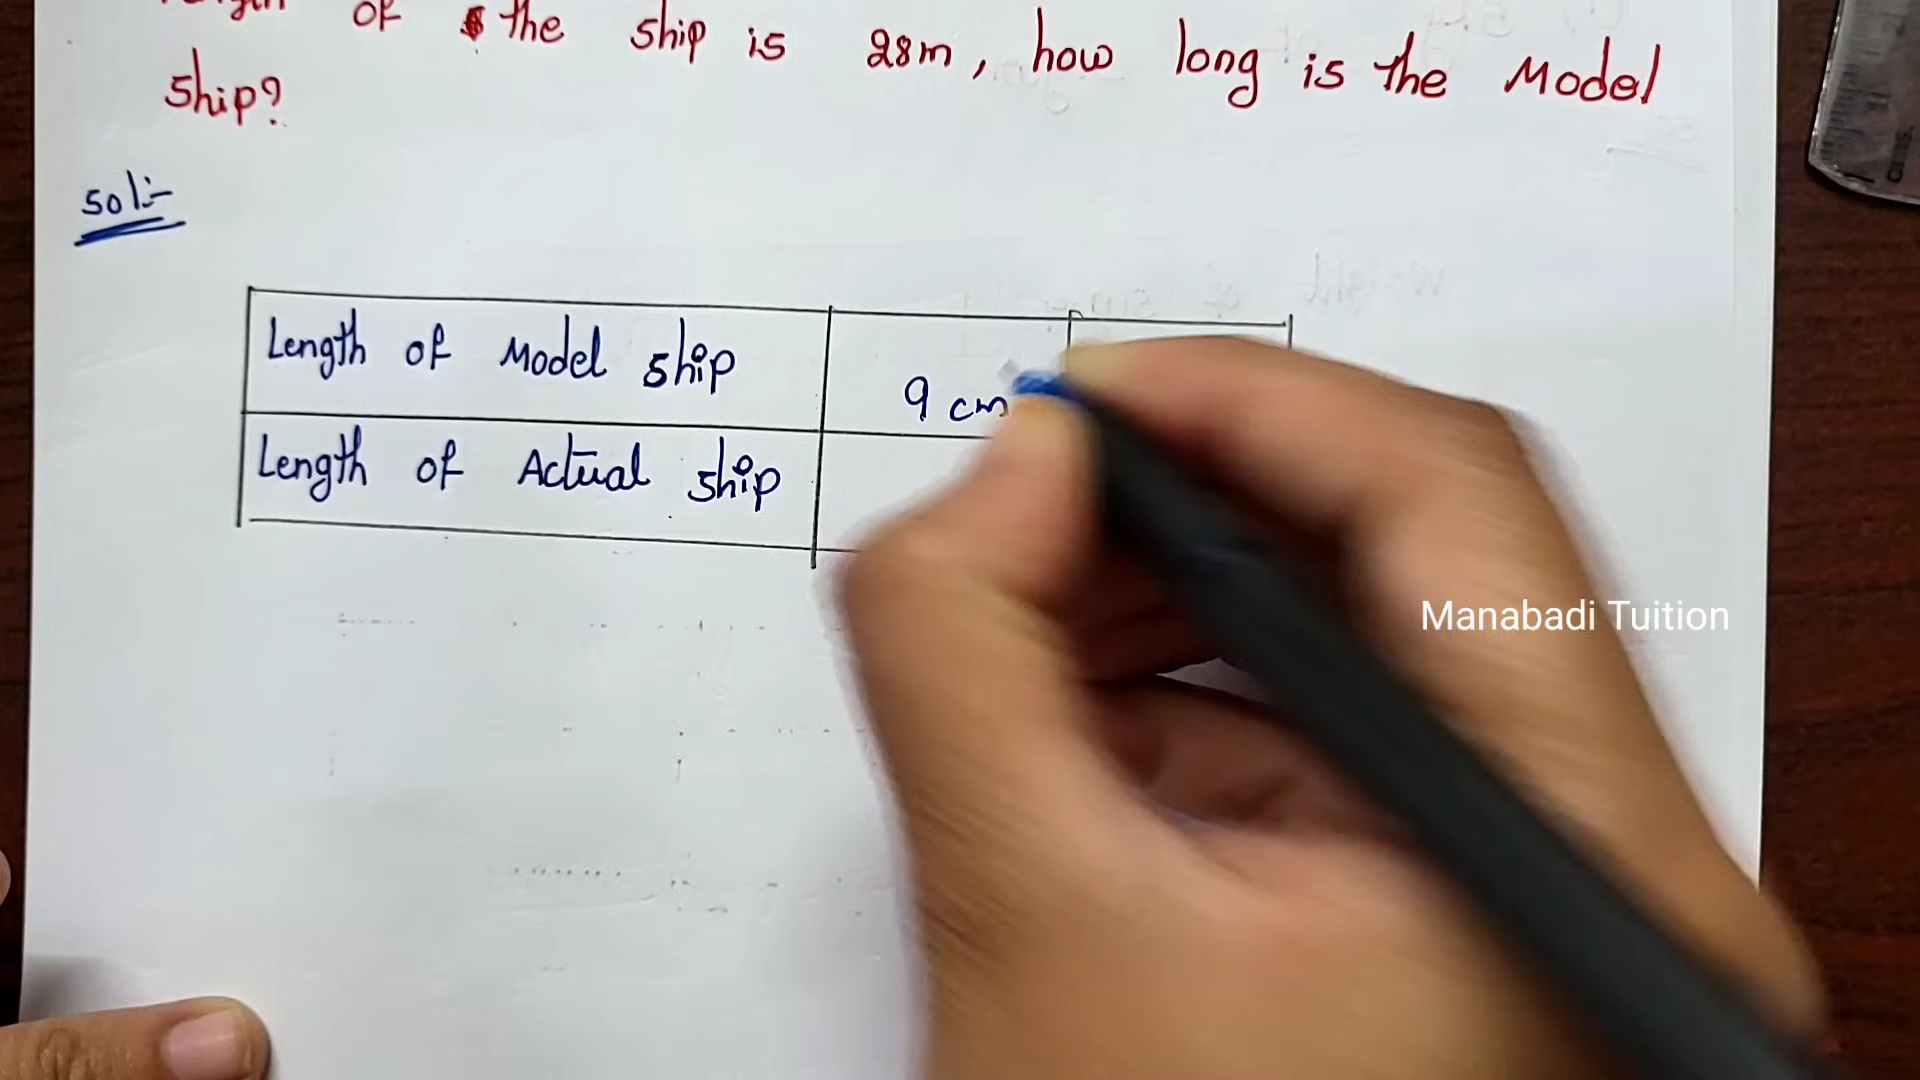 of the ship is 28m, how long is the Model
ship?
Sol:-
Length of Model ship
9 cm
Length of Actual ship
Manabadi Tuition